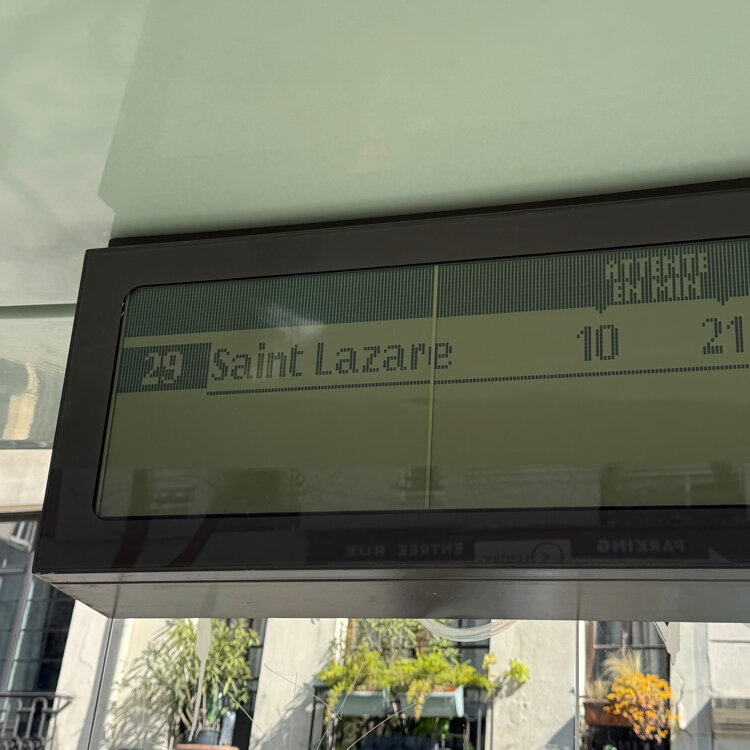 ATTENTE
EN MIN
29 Saint Lazare 10 21
PARKING
ENTREE RUE